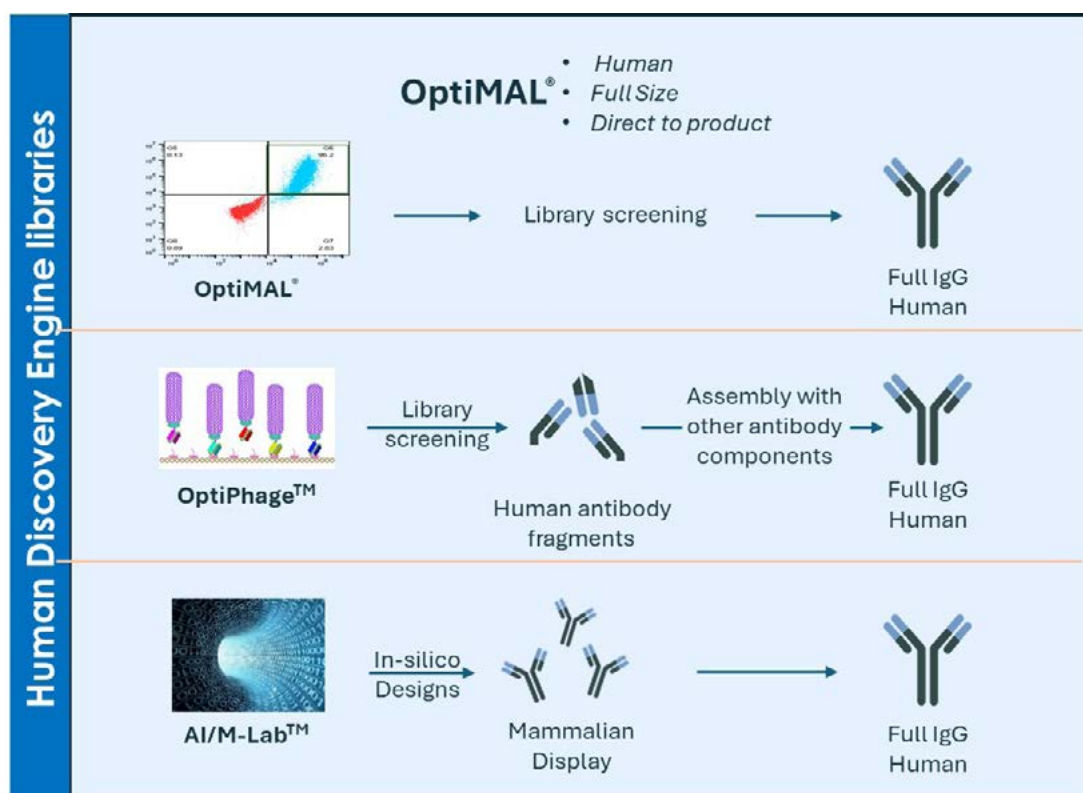 Human Discovery Engine libraries
OptiMAL®
• Human
• Full Size
• Direct to product
OptiMAL®
Library screening
Full IgG
Human
OptiPhage™
Library
screening
Human antibody
fragments
Assembly with
other antibody
components
Full IgG
Human
AI/M-Lab™
In-silico
Designs
Mammalian
Display
Full IgG
Human